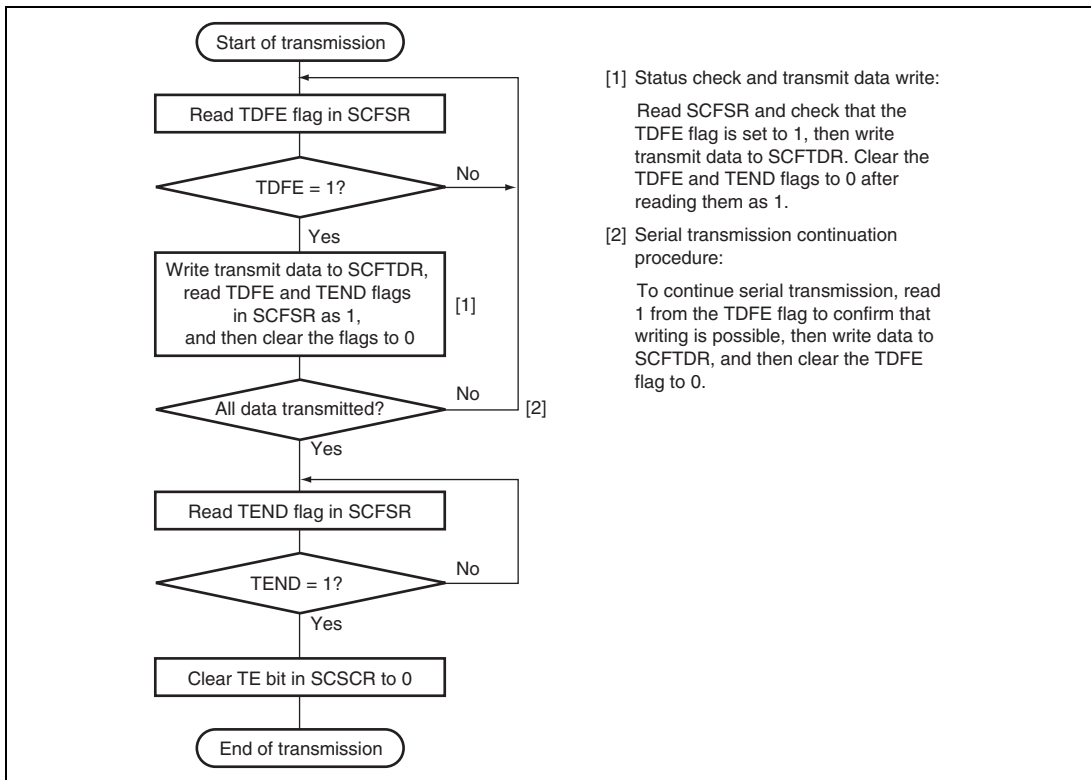 Start of transmission
Read TDFE flag in SCFSR
TDFE = 1?
No
Yes
Write transmit data to SCFTDR,
read TDFE and TEND flags
in SCFSR as 1,
and then clear the flags to 0
[1]
All data transmitted?
No
[2]
Yes
Read TEND flag in SCFSR
TEND = 1?
No
Yes
Clear TE bit in SCSCR to 0
End of transmission
[1] Status check and transmit data write:
Read SCFSR and check that the
TDFE flag is set to 1, then write
transmit data to SCFTDR. Clear the
TDFE and TEND flags to 0 after
reading them as 1.
[2] Serial transmission continuation
procedure:
To continue serial transmission, read
1 from the TDFE flag to confirm that
writing is possible, then write data to
SCFTDR, and then clear the TDFE
flag to 0.